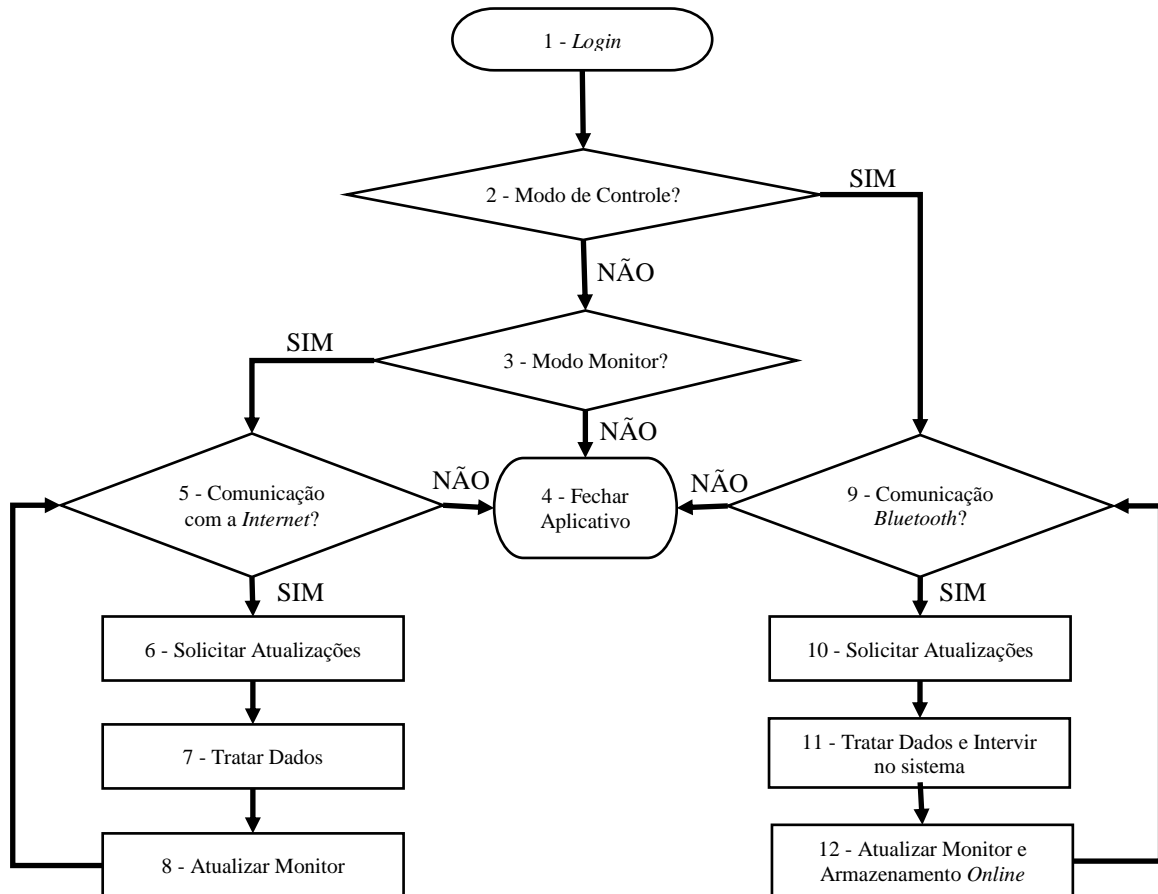 1 - Login
2 - Modo de Controle?
SIM
NÃO
SIM
3 - Modo Monitor?
NÃO
5 - Comunicação
com a Internet?
NÃO
4 - Fechar
Aplicativo
NÃO
9 - Comunicação
Bluetooth?
SIM
SIM
6 - Solicitar Atualizações
10 - Solicitar Atualizações
7 - Tratar Dados
11 - Tratar Dados e Intervir
no sistema
8 - Atualizar Monitor
12 - Atualizar Monitor e
Armazenamento Online